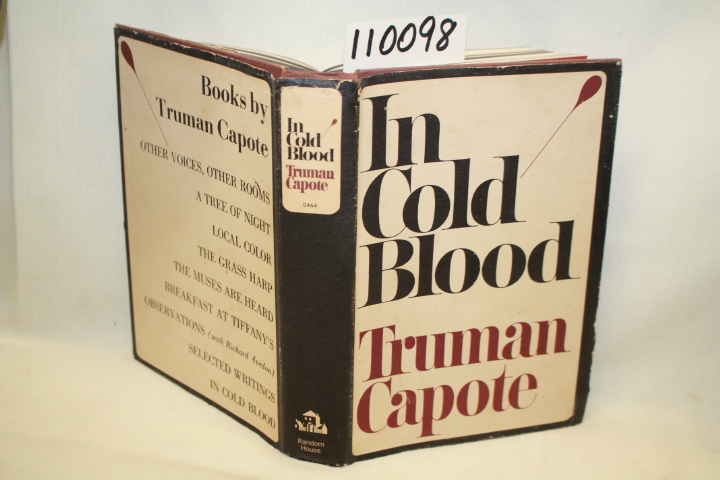 110098
Books by
Truman Capote
OTHER VOICES, OTHER ROOMS
A TREE OF NIGHT
LOCAL COLOR
THE GRASS HARP
THE MUSES ARE HEARD
BREAKFAST AT TIFFANY'S
OBSERVATIONS (with Richard Avedon)
SELECTED WRITINGS
IN COLD BLOOD
In
Cold
Blood
Truman
Capote
0464
Random
House
In
Cold
Blood
Truman
Capote